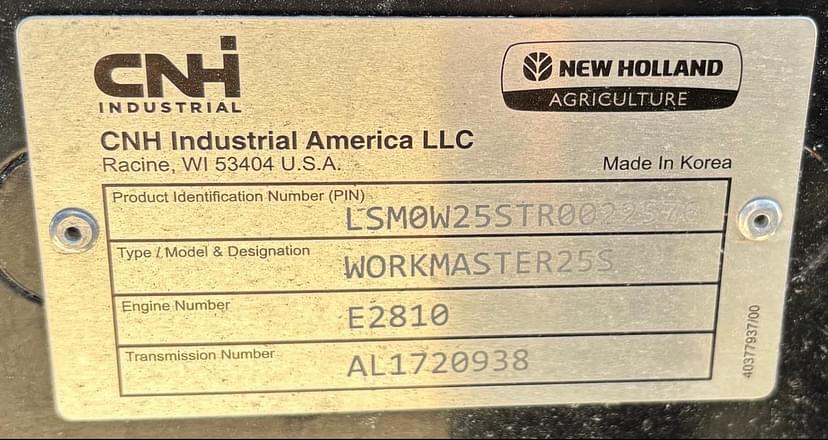 CNH
INDUSTRIAL
NEW HOLLAND
AGRICULTURE
CNH Industrial America LLC
Racine, WI 53404 U.S.A.
Made In Korea
Product Identification Number (PIN)
Type / Model & Designation
WORKMASTER25S
Engine Number
E2810
Transmission Number
AL1720938
40377937/00